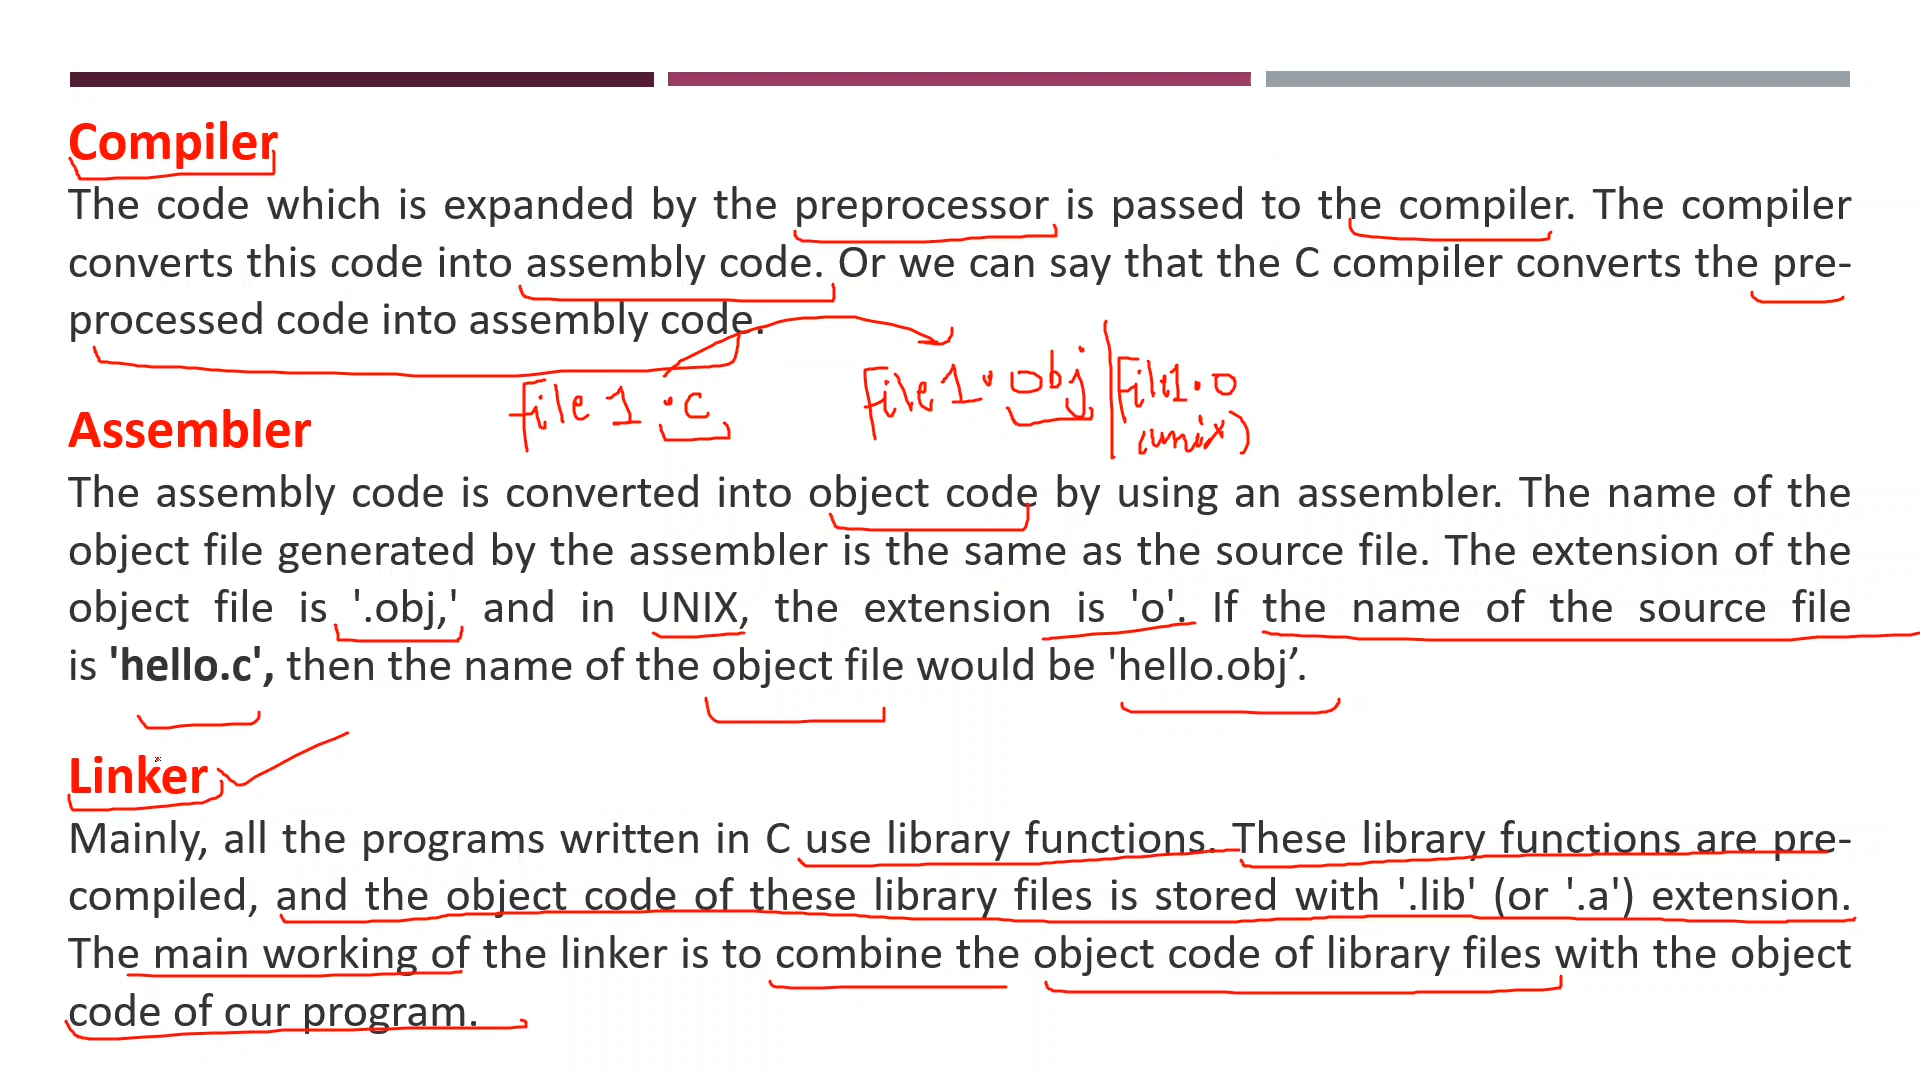 Compiler
The code which is expanded by the preprocessor is passed to the compiler. The compiler
converts this code into assembly code. Or we can say that the C compiler converts the pre-
processed code into assembly code.
file 1 .c file 1. obj file1.o
(unix)
Assembler
The assembly code is converted into object code by using an assembler. The name of the
object file generated by the assembler is the same as the source file. The extension of the
object file is '.obj,' and in UNIX, the extension is 'o'. If the name of the source file
is 'hello.c', then the name of the object file would be 'hello.obj’.
Linker
Mainly, all the programs written in C use library functions. These library functions are pre-
compiled, and the object code of these library files is stored with '.lib' (or '.a') extension.
The main working of the linker is to combine the object code of library files with the object
code of our program.